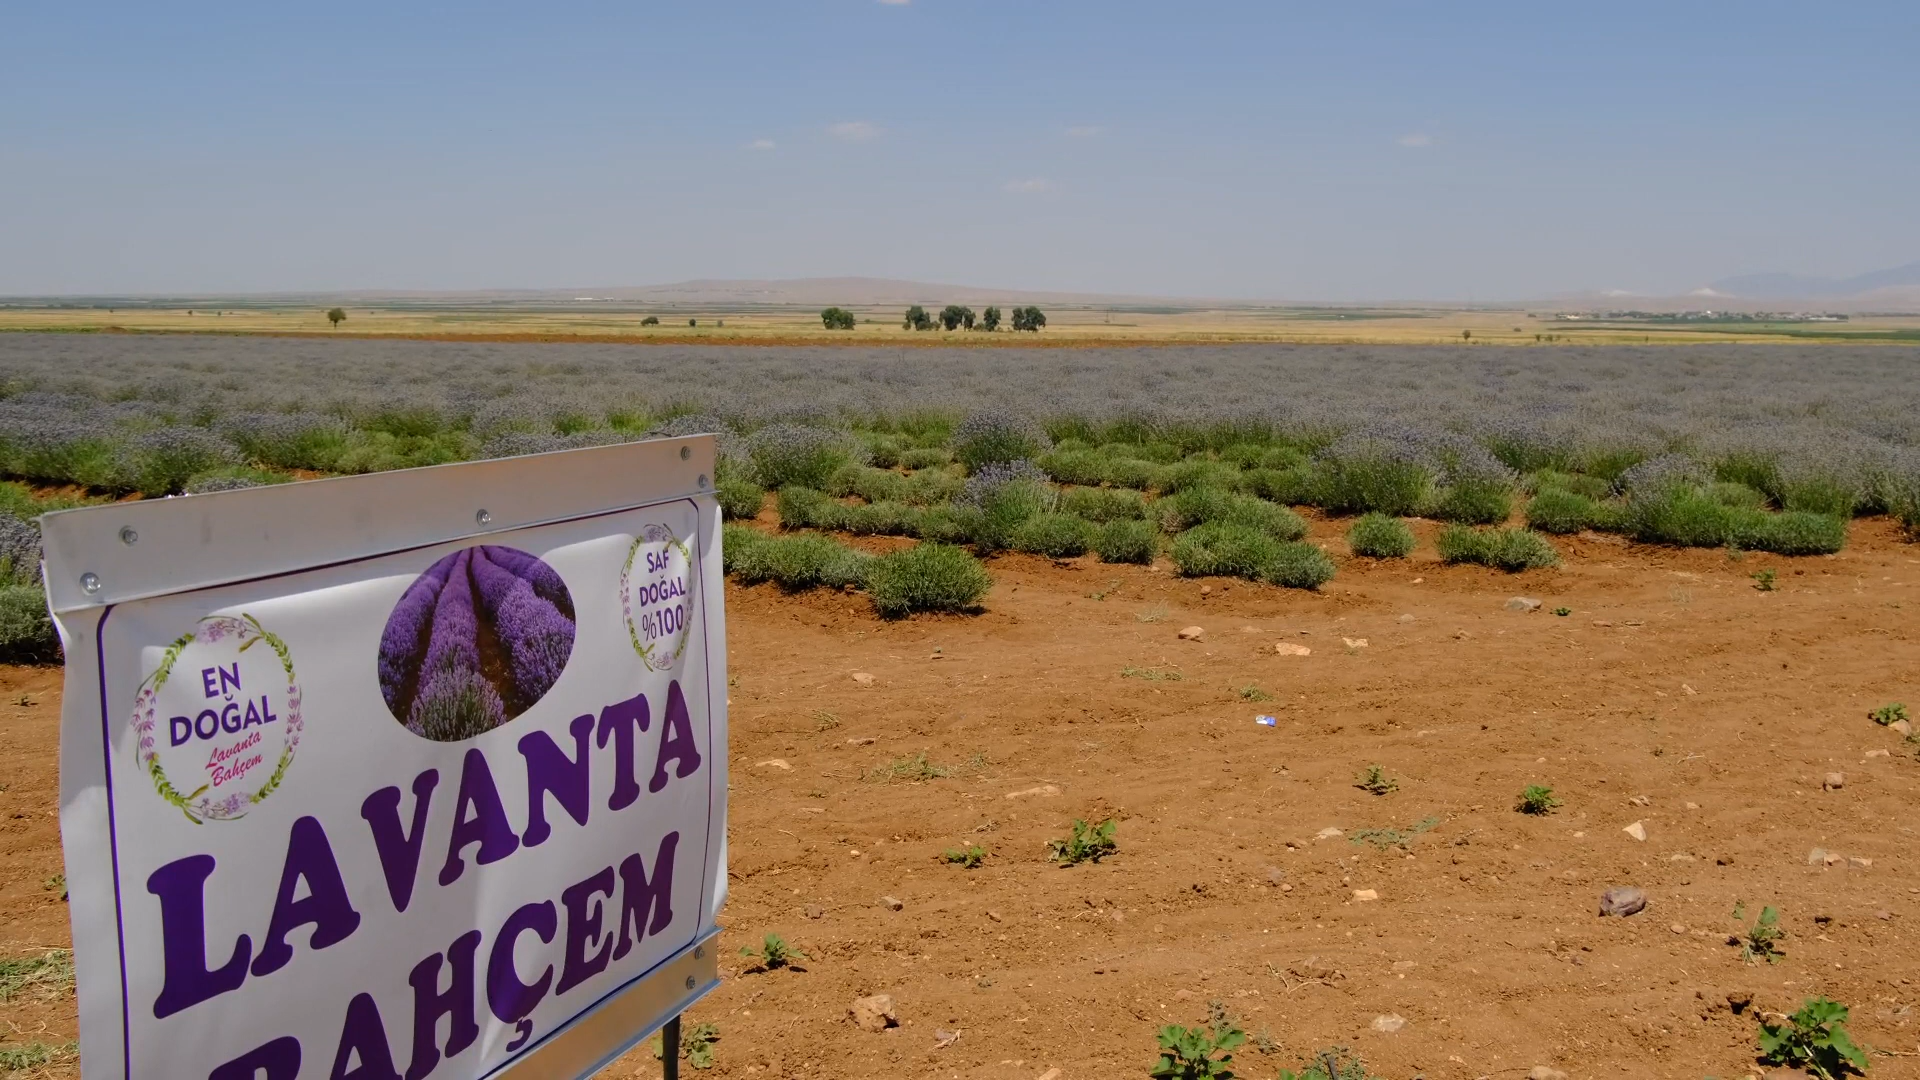 EN
DOĞAL
Lavanta
Bahçem
SAF
DOĞAL
%100
LAVANTA
BAHÇEM